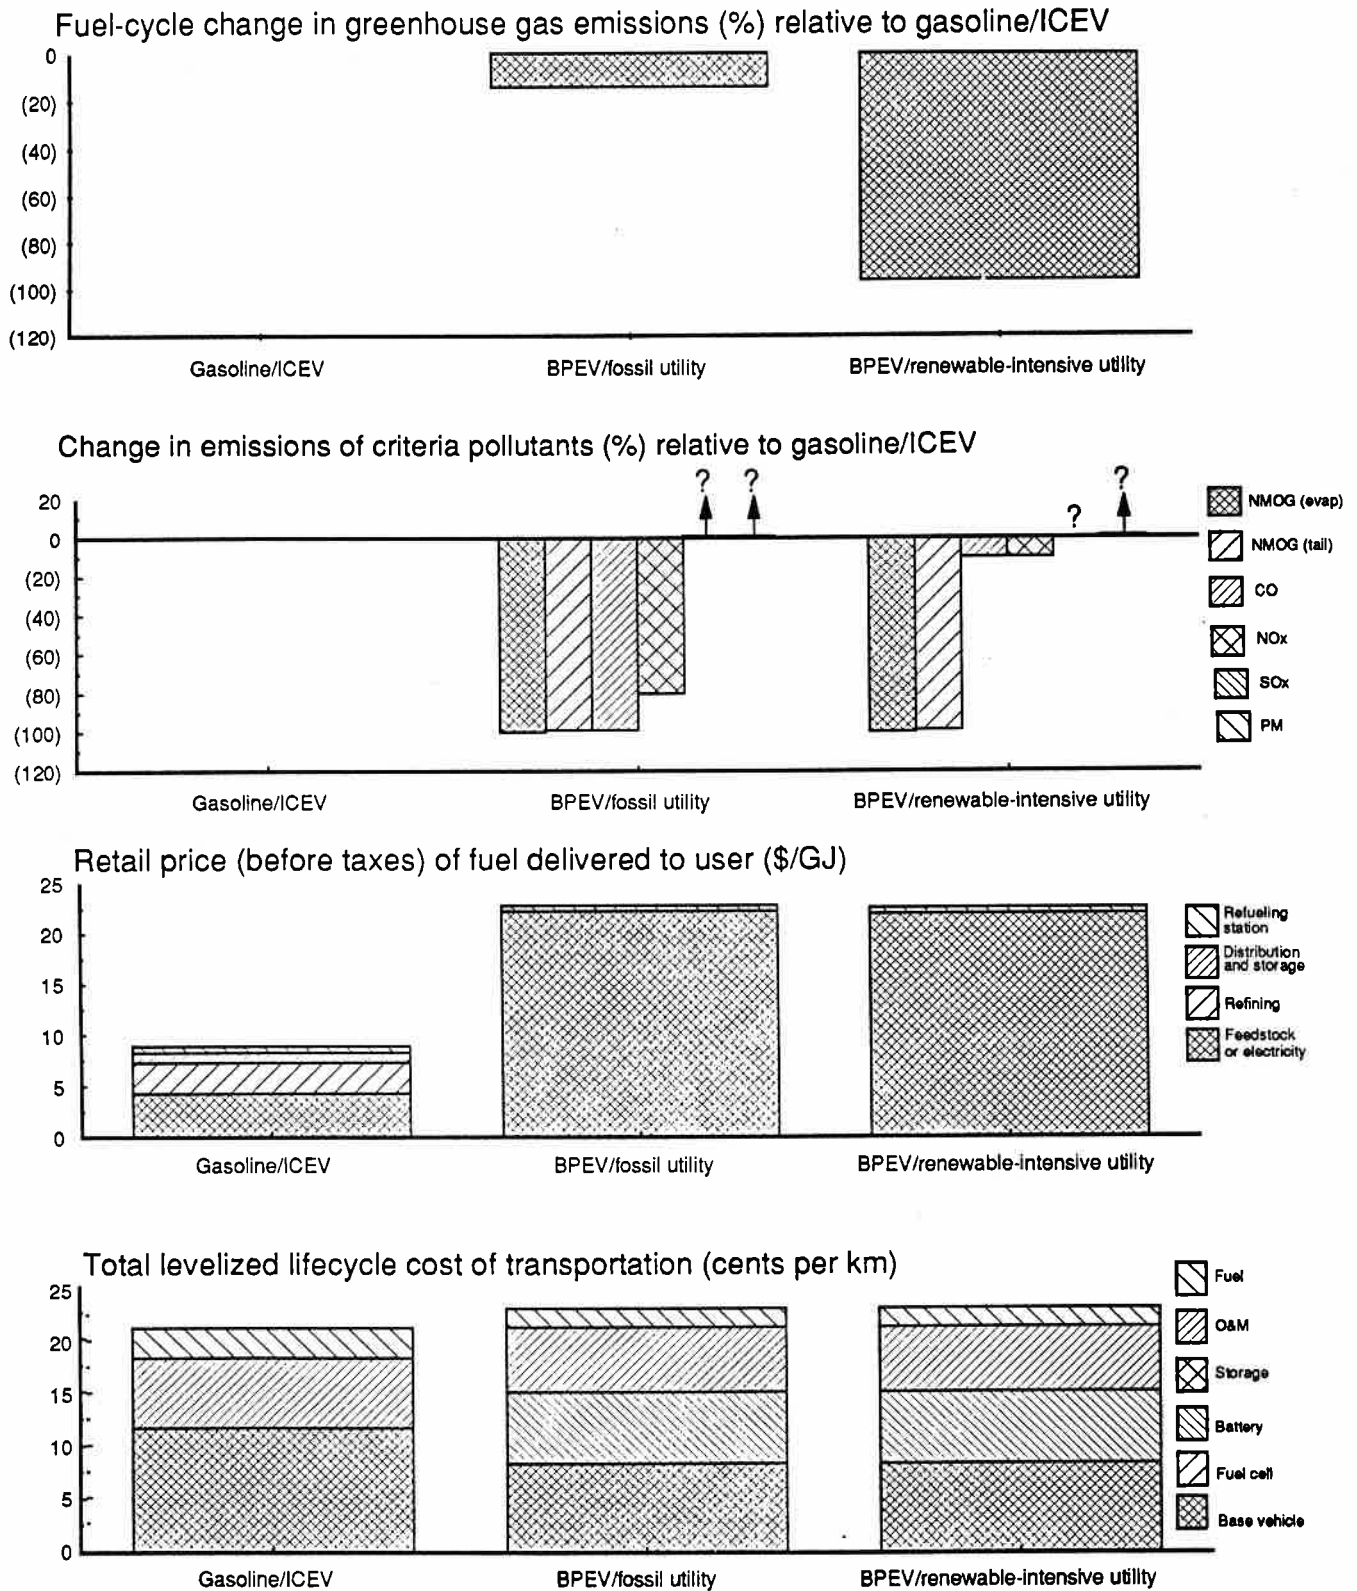 Fuel-cycle change in greenhouse gas emissions (%) relative to gasoline/ICEV
0
(20)
(40)
(60)
(80)
(100)
(120)
Gasoline/ICEV BPEV/fossil utility BPEV/renewable-intensive utility
Change in emissions of criteria pollutants (%) relative to gasoline/ICEV
? ? ?
?
20
0
(20)
(40)
(60)
(80)
(100)
(120)
NMOG (evap)
NMOG (tail)
CO
NOx
SOx
PM
Gasoline/ICEV BPEV/fossil utility BPEV/renewable-intensive utility
Retail price (before taxes) of fuel delivered to user ($/GJ)
25
20
15
10
5
0
Refueling
station
Distribution
and storage
Refining
Feedstock
or electricity
Gasoline/ICEV BPEV/fossil utility BPEV/renewable-intensive utility
Total levelized lifecycle cost of transportation (cents per km)
25
20
15
10
5
0
Fuel
O&M
Storage
Battery
Fuel cell
Base vehicle
Gasoline/ICEV BPEV/fossil utility BPEV/renewable-intensive utility